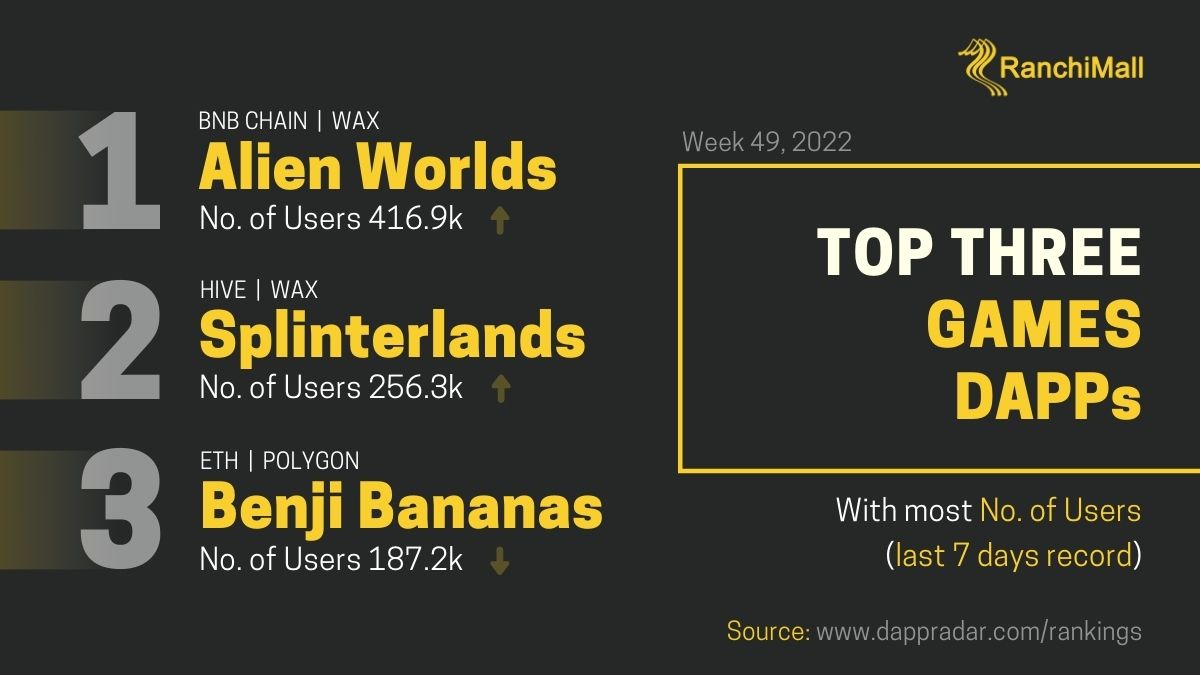 RanchiMall
1
BNB CHAIN | WAX
Alien Worlds
No. of Users 416.9k
2
HIVE | WAX
Splinterlands
No. of Users 256.3k
3
ETH | POLYGON
Benji Bananas
No. of Users 187.2k
Week 49, 2022
TOP THREE
GAMES
DAPPs
With most No. of Users
(last 7 days record)
Source: www.dappradar.com/rankings